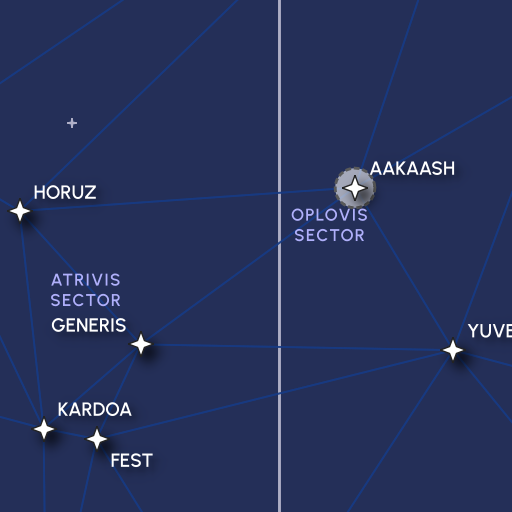 AAKAASH
HORUZ
OPLOVIS
SECTOR
ATRIVIS
SECTOR
GENERIS
YUVE
KARDOA
FEST